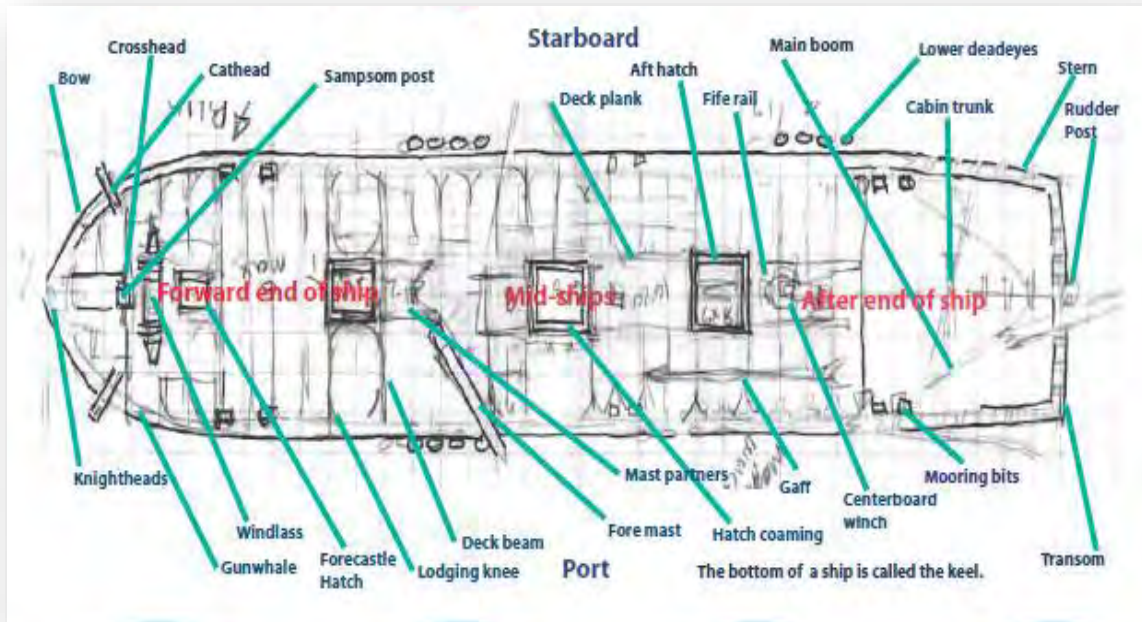 Starboard
Crosshead
Main boom
Lower deadeyes
Bow
Cathead
Sampsom post
Aft hatch
Stern
Deck plank
Fife rail
Cabin trunk
Rudder
Post
Forward end of ship
Mid-ships
After end of ship
Knightheads
Mast partners
Gaff
Mooring bits
Windlass
Fore mast
Hatch coaming
Centerboard
winch
Gunwhale
Forecastle
Hatch
Deck beam
Lodging knee
Port
The bottom of a ship is called the keel.
Transom